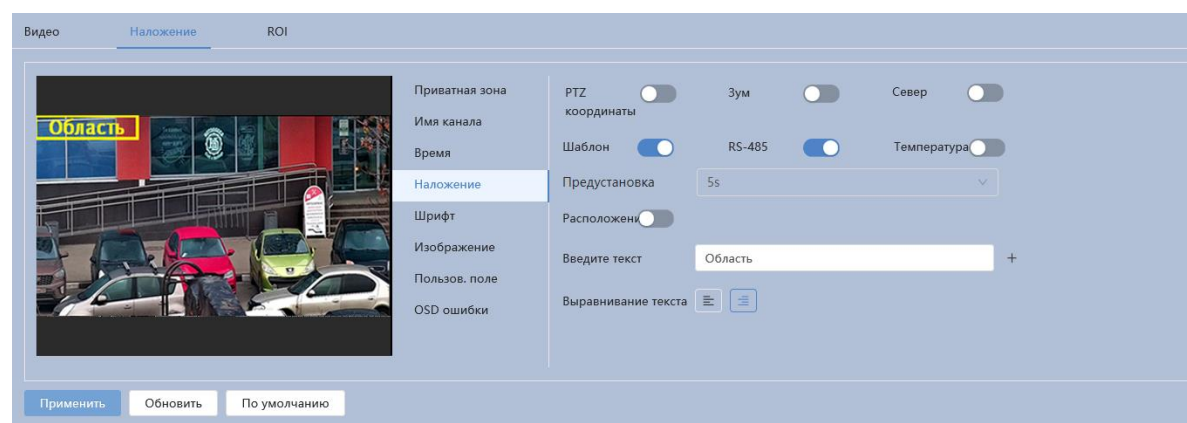 Видео Наложение ROI
Область
Приватная зона
Имя канала
Время
Наложение
Шрифт
Изображение
Пользов. поле
OSD ошибки
PTZ координаты Зум Север
Шаблон RS-485 Температура
Предустановка 5s
Расположени
Введите текст Область +
Выравнивание текста
Применить Обновить По умолчанию